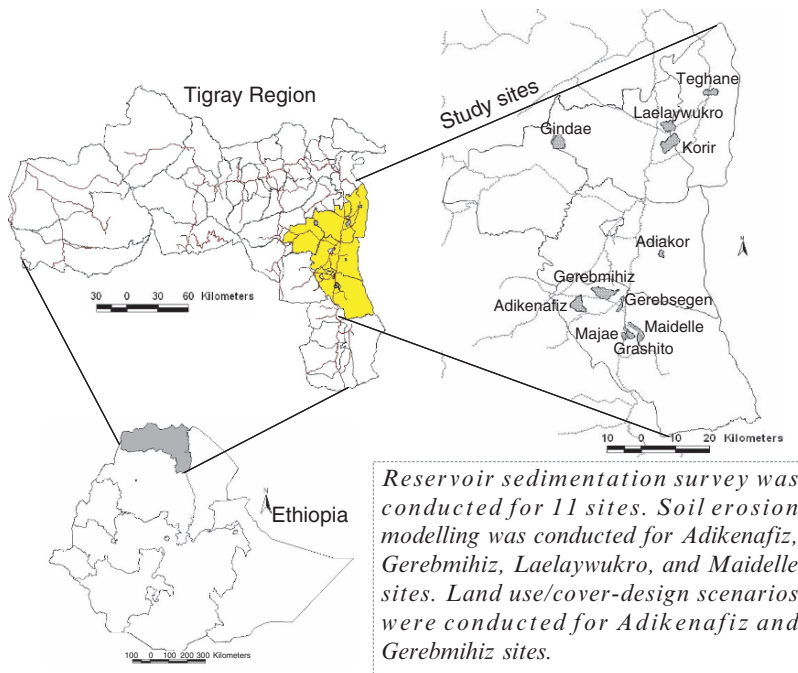 Tigray Region
Study sites
Teghane
Laelaywukro
Gindae
Korir
Adiakor
N
Gerebmihiz
Adikenafiz
Gerebsegen
Majae
Maidelle
Grashito
30 0 30 60 Kilometers
10 0 10 20 Kilometers
N
Ethiopia
100 0 100 200 300 Kilometers
Reservoir sedimentation survey was
conducted for 11 sites. Soil erosion
modelling was conducted for Adikenafiz,
Gerebmihiz, Laelaywukro, and Maidelle
sites. Land use/cover-design scenarios
were conducted for Adikenafiz and
Gerebmihiz sites.